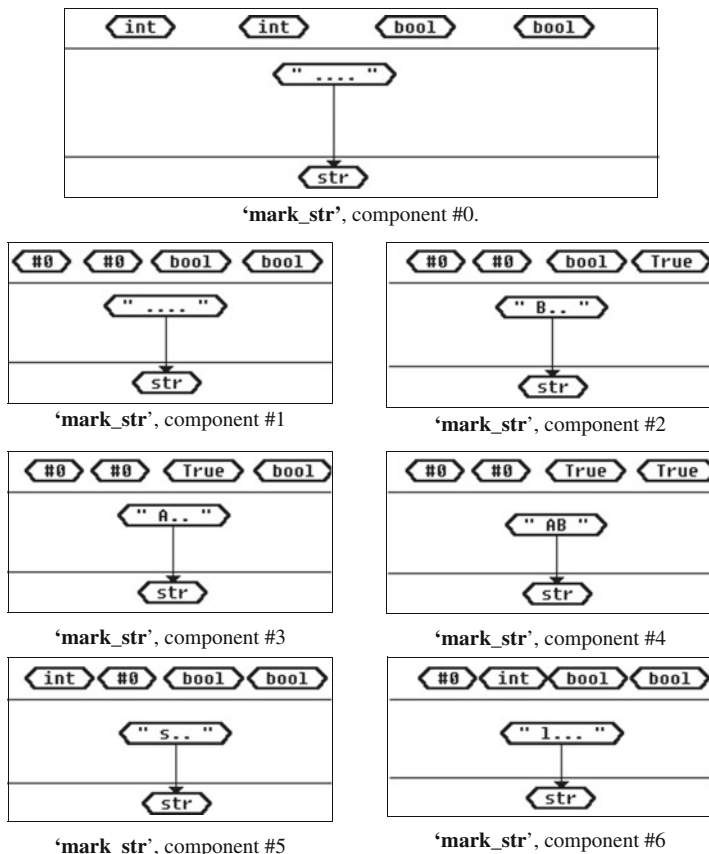 int int bool bool
" .... "
str
‘mark_str’, component #0.
#0 #0 bool bool
" .... "
str
‘mark_str’, component #1
#0 #0 bool True
" B.. "
str
‘mark_str’, component #2
#0 #0 True bool
" A.. "
str
‘mark_str’, component #3
#0 #0 True True
" AB "
str
‘mark_str’, component #4
int #0 bool bool
" s.. "
str
‘mark_str’, component #5
#0 int bool bool
" l... "
str
‘mark_str’, component #6